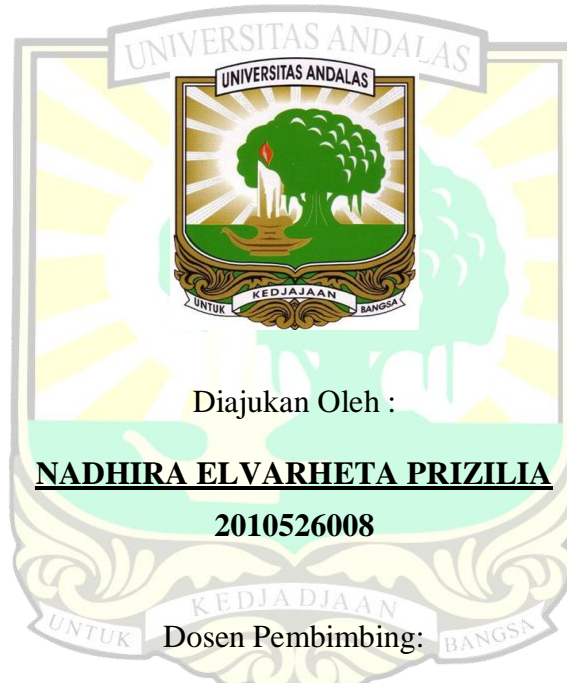 UNIVERSITAS ANDALAS
UNIVERSITAS ANDALAS
UNTUK KEDJAJAAN BANGSA
Diajukan Oleh :
NADHIRA ELVARHETA PRIZILIA
2010526008
UNTUK KEDJADJAAN BANGSA
Dosen Pembimbing: